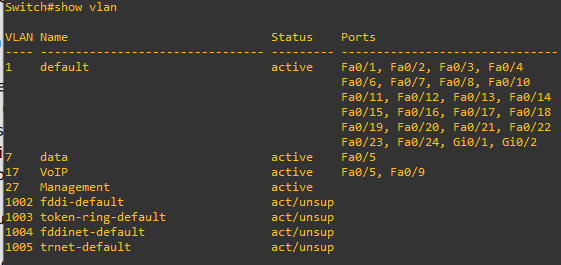 Switch#show vlan
VLAN Name Status Ports
---- -------------------------------- --------- -------------------------------
1 default active Fa0/1, Fa0/2, Fa0/3, Fa0/4
Fa0/6, Fa0/7, Fa0/8, Fa0/10
Fa0/11, Fa0/12, Fa0/13, Fa0/14
Fa0/15, Fa0/16, Fa0/17, Fa0/18
Fa0/19, Fa0/20, Fa0/21, Fa0/22
Fa0/23, Fa0/24, Gi0/1, Gi0/2
7 data active Fa0/5
17 VoIP active Fa0/5, Fa0/9
27 Management active
1002 fddi-default act/unsup
1003 token-ring-default act/unsup
1004 fddinet-default act/unsup
1005 trnet-default act/unsup